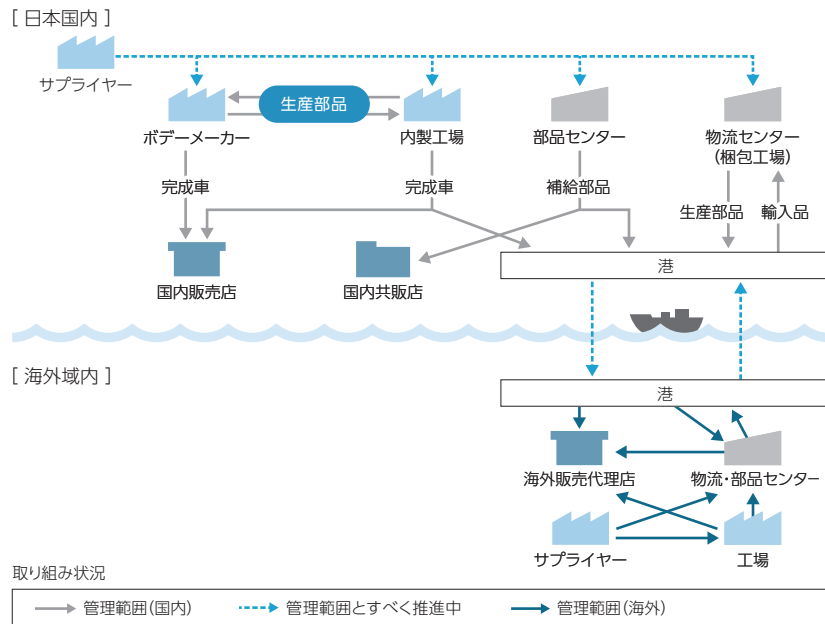 [ 日本国内 ]
サプライヤー
生産部品
ボデーメーカー
内製工場
部品センター
物流センター
(梱包工場)
完成車
完成車
補給部品
生産部品
輸入品
国内販売店
国内共販店
港
[ 海外域内 ]
港
海外販売代理店
物流・部品センター
サプライヤー
工場
取り組み状況
管理範囲(国内)
管理範囲とすべく推進中
管理範囲(海外)